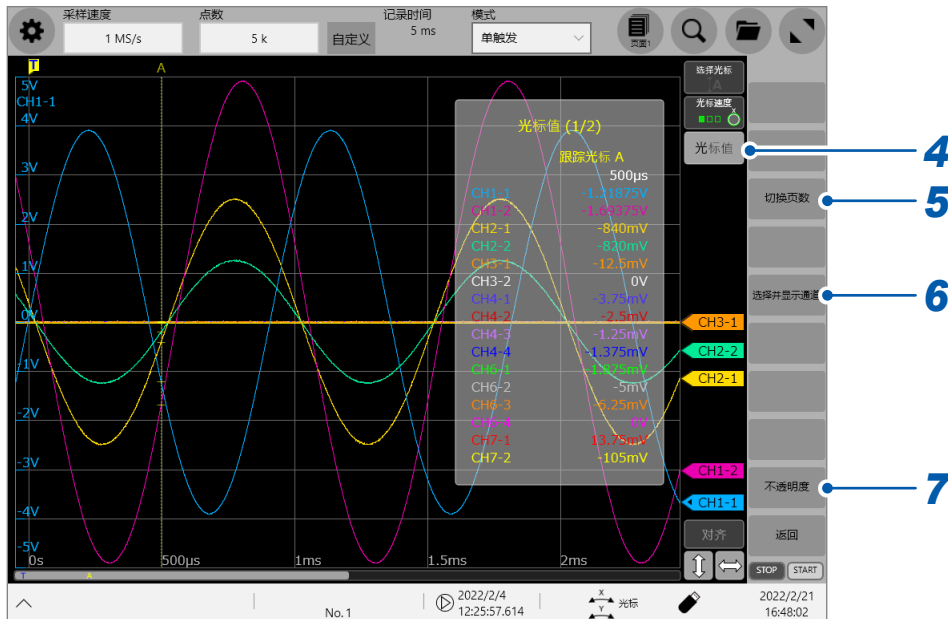 采样速度
点数
记录时间
模式
1 MS/s
5 k
自定义
5 ms
单触发
页面1
T
A
5V
CH1-1
4V
3V
2V
1V
0V
-1V
-2V
-3V
-4V
-5V
0s
500μs
1ms
1.5ms
2ms
光标值 (1/2)
跟踪光标 A
500μs
CH1-1 -1.21875V
CH1-2 -1.69375V
CH2-1 -840mV
CH2-2 -820mV
CH3-1 -12.5mV
CH3-2 0V
CH4-1 -3.75mV
CH4-2 -2.5mV
CH4-3 -1.25mV
CH4-4 -1.375mV
CH6-1 -1.875mV
CH6-2 -5mV
CH6-3 -6.25mV
CH6-4 0V
CH7-1 13.75mV
CH7-2 -105mV
选择光标
A
光标速度
X
光标值
CH3-1
CH2-2
CH2-1
CH1-2
CH1-1
对齐
切换页数
选择并显示通道
不透明度
返回
STOP
START
4
5
6
7
T
A
No. 1
2022/2/4
12:25:57.614
X
Y
光标
2022/2/21
16:48:02